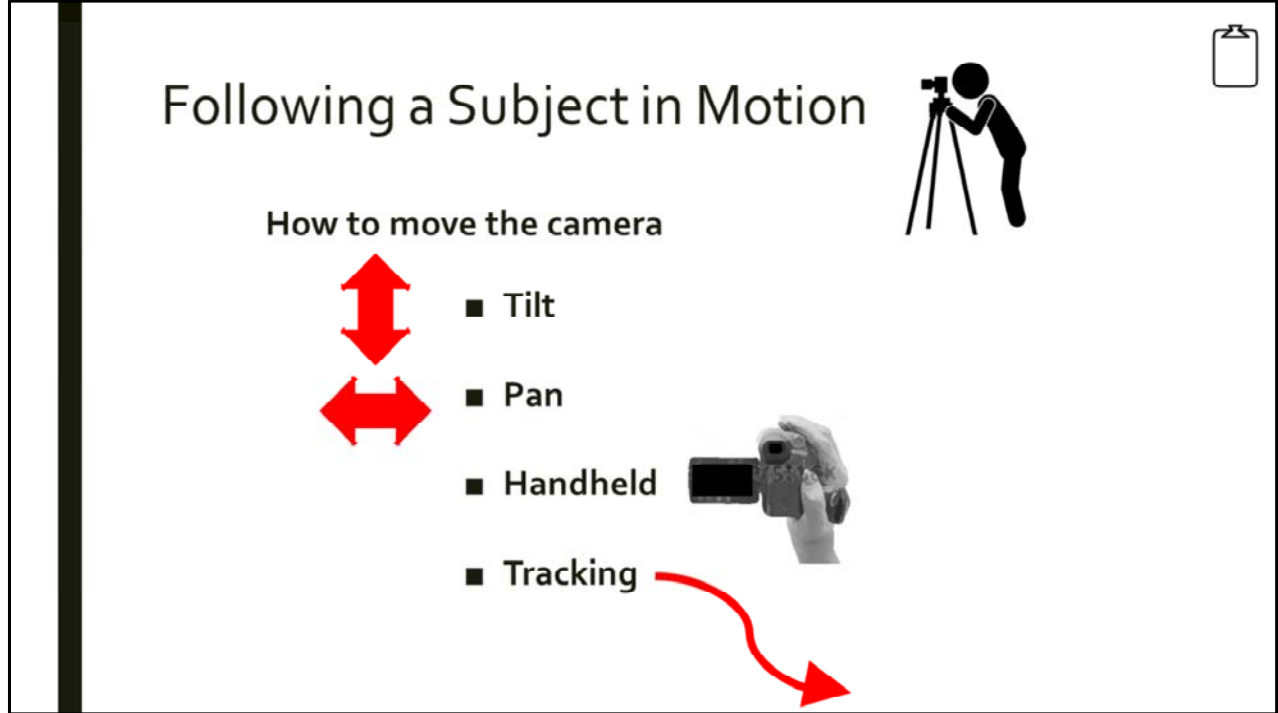 Following a Subject in Motion
How to move the camera
■ Tilt
■ Pan
■ Handheld
■ Tracking